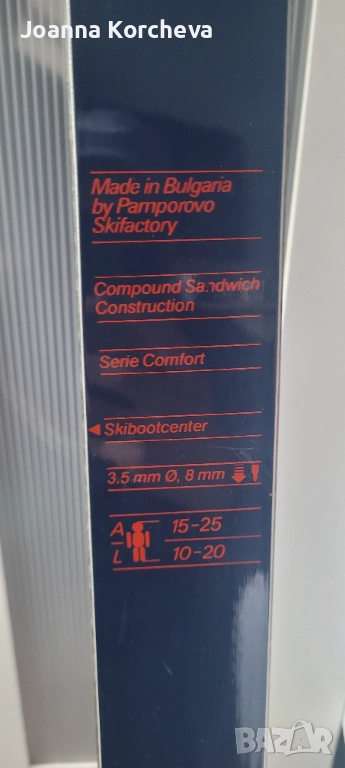 Joanna Korcheva
Made in Bulgaria
by Pamporovo
Skifactory
Compound Sandwich
Construction
Serie Comfort
◄ Skibootcenter
3,5 mm Ø, 8 mm
A 15-25
L 10-20
BAZAR